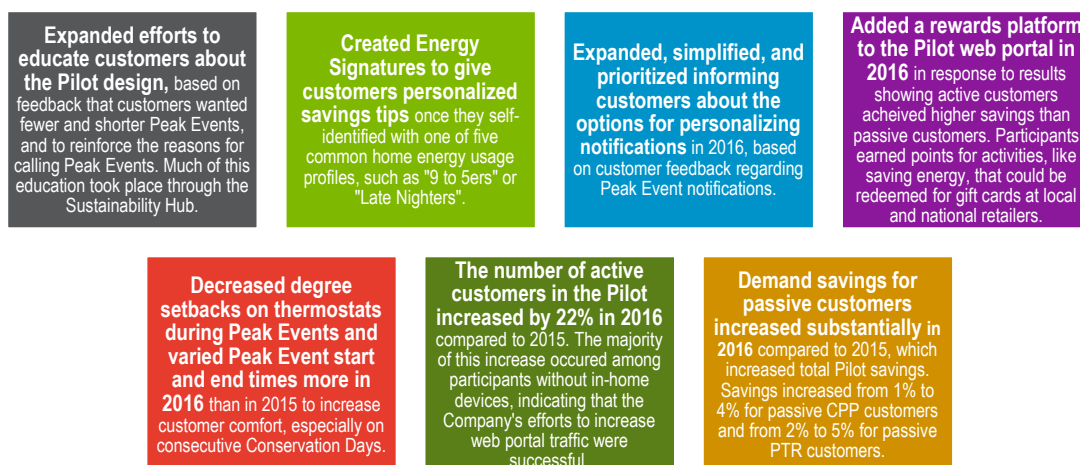 Expanded efforts to
educate customers about
the Pilot design, based on
feedback that customers wanted
fewer and shorter Peak Events,
and to reinforce the reasons for
calling Peak Events. Much of this
education took place through the
Sustainability Hub.
Created Energy
Signatures to give
customers personalized
savings tips once they self-
identified with one of five
common home energy usage
profiles, such as "9 to 5ers" or
"Late Nighters".
Expanded, simplified, and
prioritized informing
customers about the
options for personalizing
notifications in 2016, based
on customer feedback regarding
Peak Event notifications.
Added a rewards platform
to the Pilot web portal in
2016 in response to results
showing active customers
acheived higher savings than
passive customers. Participants
earned points for activities, like
saving energy, that could be
redeemed for gift cards at local
and national retailers.
Decreased degree
setbacks on thermostats
during Peak Events and
varied Peak Event start
and end times more in
2016 than in 2015 to increase
customer comfort, especially on
consecutive Conservation Days.
The number of active
customers in the Pilot
increased by 22% in 2016
compared to 2015. The majority
of this increase occured among
participants without in-home
devices, indicating that the
Company's efforts to increase
web portal traffic were
successful
Demand savings for
passive customers
increased substantially in
2016 compared to 2015, which
increased total Pilot savings.
Savings increased from 1% to
4% for passive CPP customers
and from 2% to 5% for passive
PTR customers.